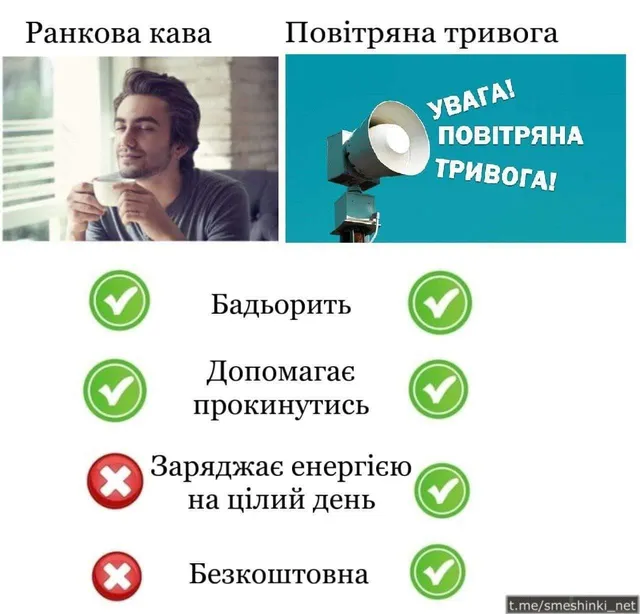 Ранкова кава
Повітряна тривога
УВАГА!
ПОВІТРЯНА
ТРИВОГА!
Бадьорить
Допомагає
прокинутись
Заряджає енергією
на цілий день
Безкоштовна
t.me/smeshinki_net